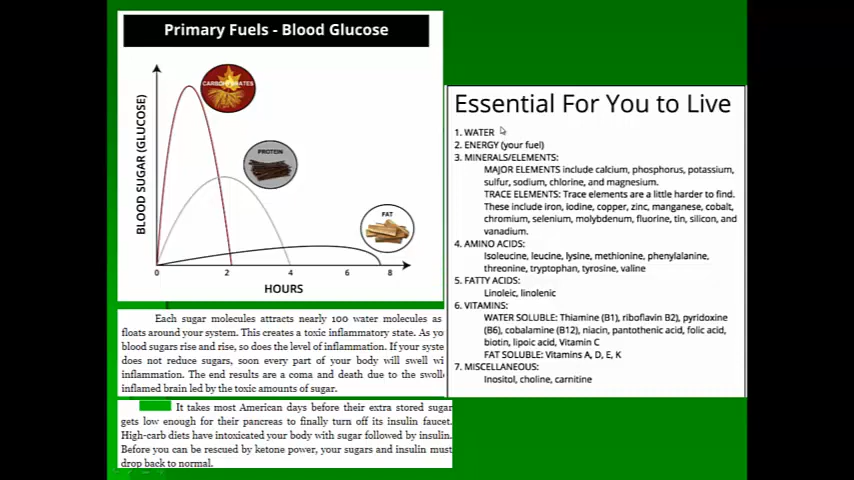 Primary Fuels - Blood Glucose
BLOOD SUGAR (GLUCOSE)
CARBOHYDRATES
PROTEIN
FAT
0
2
4
6
8
HOURS
Each sugar molecules attracts nearly 100 water molecules as
floats around your system. This creates a toxic inflammatory state. As yo
blood sugars rise and rise, so does the level of inflammation. If your syste
does not reduce sugars, soon every part of your body will swell wi
inflammation. The end results are a coma and death due to the swoll
inflamed brain led by the toxic amounts of sugar.
It takes most American days before their extra stored sugar
gets low enough for their pancreas to finally turn off its insulin faucet.
High-carb diets have intoxicated your body with sugar followed by insulin.
Before you can be rescued by ketone power, your sugars and insulin must
drop back to normal.
Essential For You to Live
1. WATER
2. ENERGY (your fuel)
3. MINERALS/ELEMENTS:
MAJOR ELEMENTS include calcium, phosphorus, potassium,
sulfur, sodium, chlorine, and magnesium.
TRACE ELEMENTS: Trace elements are a little harder to find.
These include iron, iodine, copper, zinc, manganese, cobalt,
chromium, selenium, molybdenum, fluorine, tin, silicon, and
vanadium.
4. AMINO ACIDS:
Isoleucine, leucine, lysine, methionine, phenylalanine,
threonine, tryptophan, tyrosine, valine
5. FATTY ACIDS:
Linoleic, linolenic
6. VITAMINS:
WATER SOLUBLE: Thiamine (B1), riboflavin B2), pyridoxine
(B6), cobalamine (B12), niacin, pantothenic acid, folic acid,
biotin, lipoic acid, Vitamin C
FAT SOLUBLE: Vitamins A, D, E, K
7. MISCELLANEOUS:
Inositol, choline, carnitine